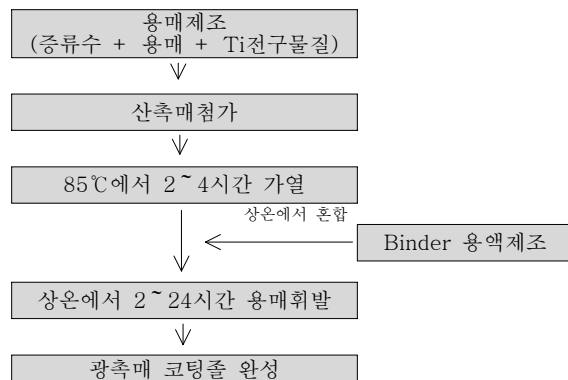 용매제조
(증류수 + 용매 + Ti전구물질)
산촉매첨가
85℃에서 2~4시간 가열
상온에서 혼합
Binder 용액제조
상온에서 2~24시간 용매휘발
광촉매 코팅졸 완성